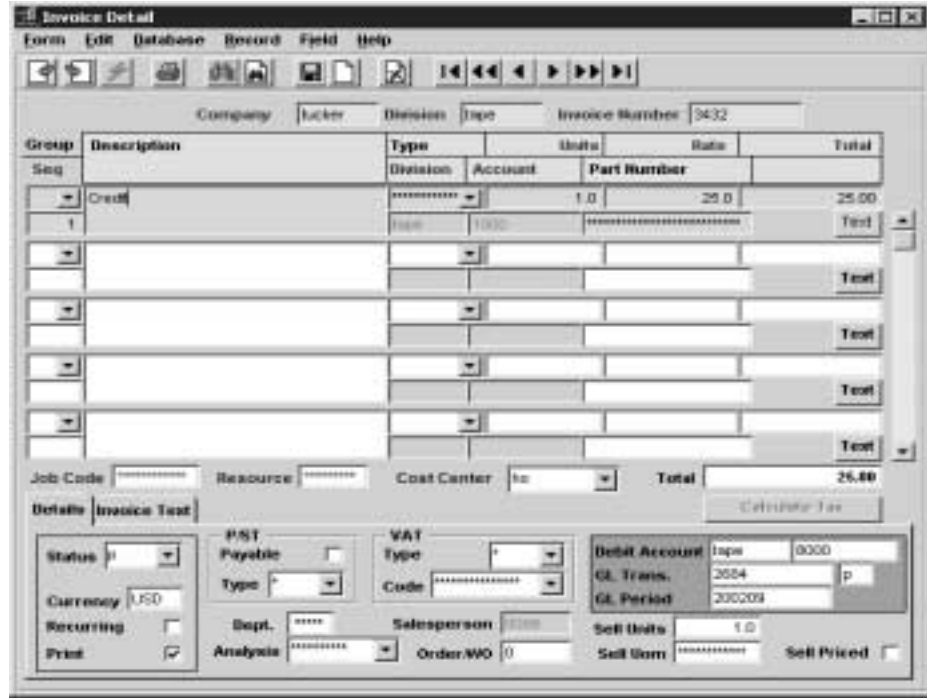 Invoice Detail
Form Edit Database Record Field Help
Company tucker Division tape Invoice Number 3432
Group Description Type Units Rate Total
Seq Division Account Part Number
Credit ************ 1.0 25.0 25.00
1 tape 1000 Text
Text
Text
Text
Text
Job Code Resource Cost Center Total 25.00
Details Invoice Text Calculate Tax
Status p P/ST Payable Type * VAT Type * Code Debit Account tape 8000
GL Trans. 2684 p
GL Period 200209
Currency USD
Recurring Dept. ***** Salesperson Sell Units 1.0
Print Analysis ********** Order/WO 0 Sell Uom Sell Priced